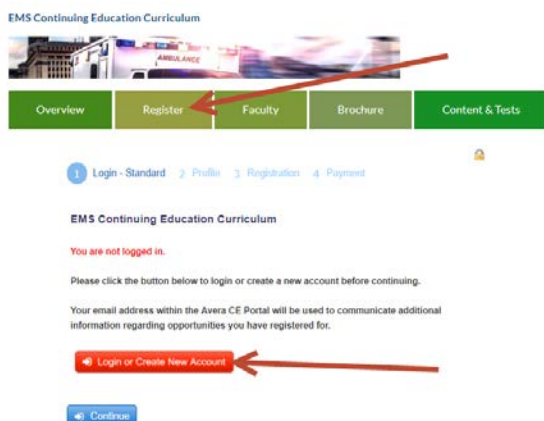 EMS Continuing Education Curriculum
AMBULANCE
Overview Register Faculty Brochure Content & Tests
1 Login - Standard 2 Profile 3 Registration 4 Payment
EMS Continuing Education Curriculum
You are not logged in.
Please click the button below to login or create a new account before continuing.
Your email address within the Avera CE Portal will be used to communicate additional
information regarding opportunities you have registered for.
Login or Create New Account
Continue